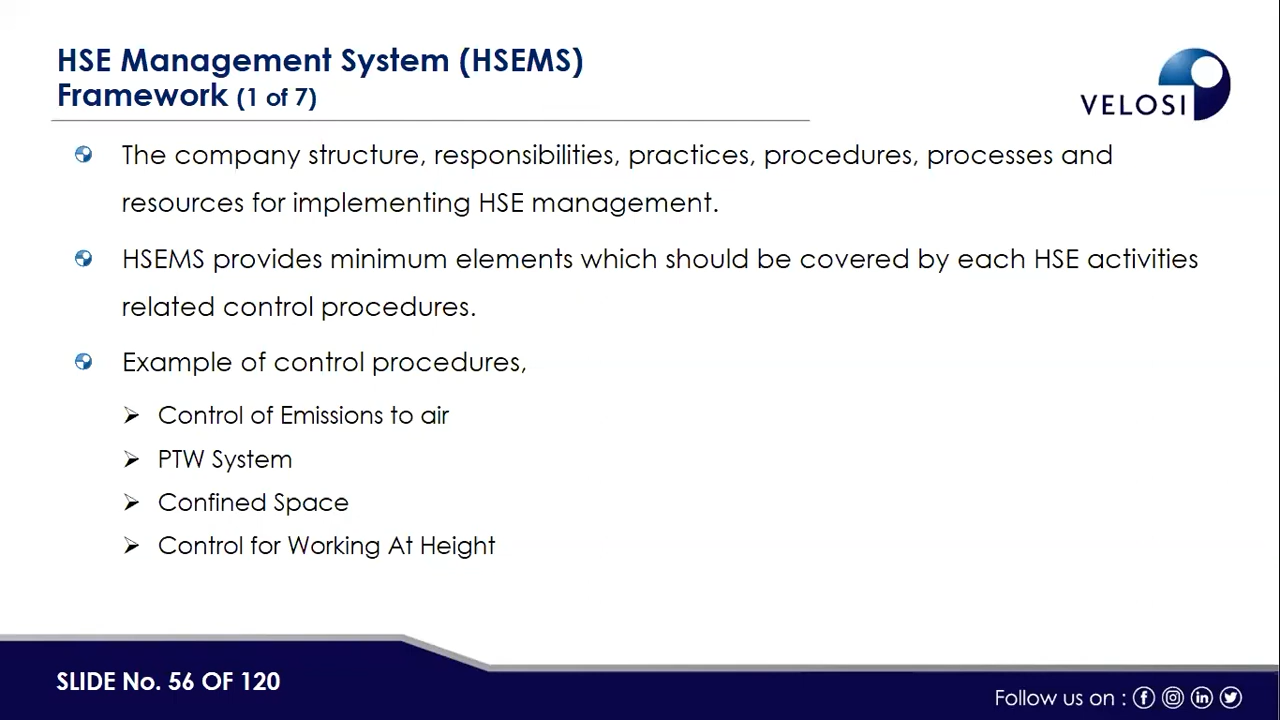 HSE Management System (HSEMS)
Framework (1 of 7)
VELOSI
The company structure, responsibilities, practices, procedures, processes and
resources for implementing HSE management.
HSEMS provides minimum elements which should be covered by each HSE activities
related control procedures.
Example of control procedures,
Control of Emissions to air
PTW System
Confined Space
Control for Working At Height
SLIDE No. 56 OF 120
Follow us on :